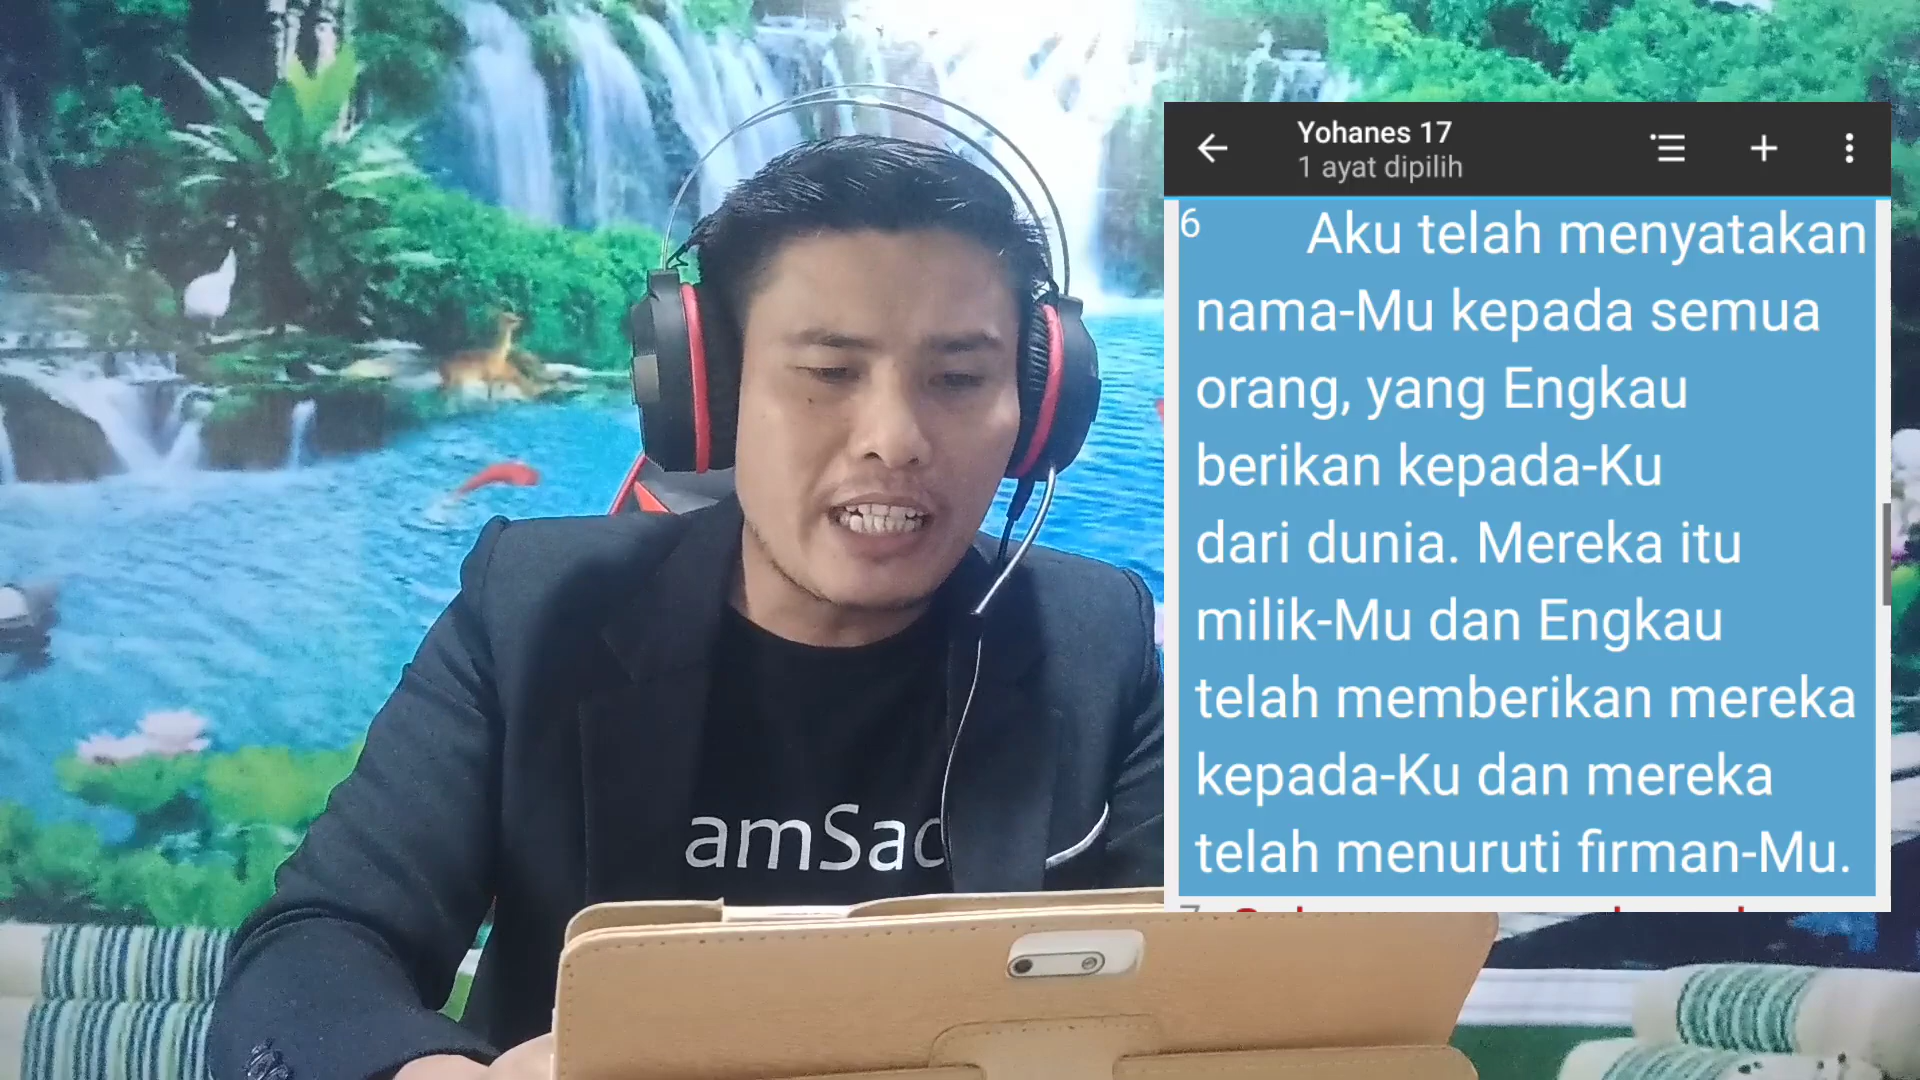 Yohanes 17
1 ayat dipilih
6 Aku telah menyatakan
nama-Mu kepada semua
orang, yang Engkau
berikan kepada-Ku
dari dunia. Mereka itu
milik-Mu dan Engkau
telah memberikan mereka
kepada-Ku dan mereka
telah menuruti firman-Mu.
7
amSad